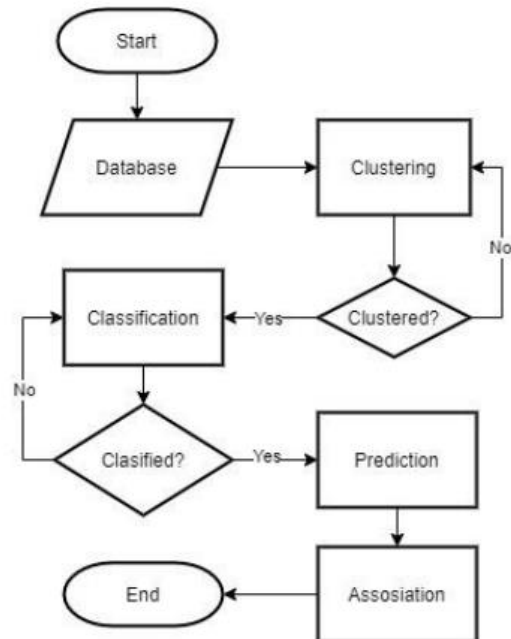 Start
Database
Clustering
No
Clustered?
Yes
Classification
No
Clasified?
Yes
Prediction
Assosiation
End